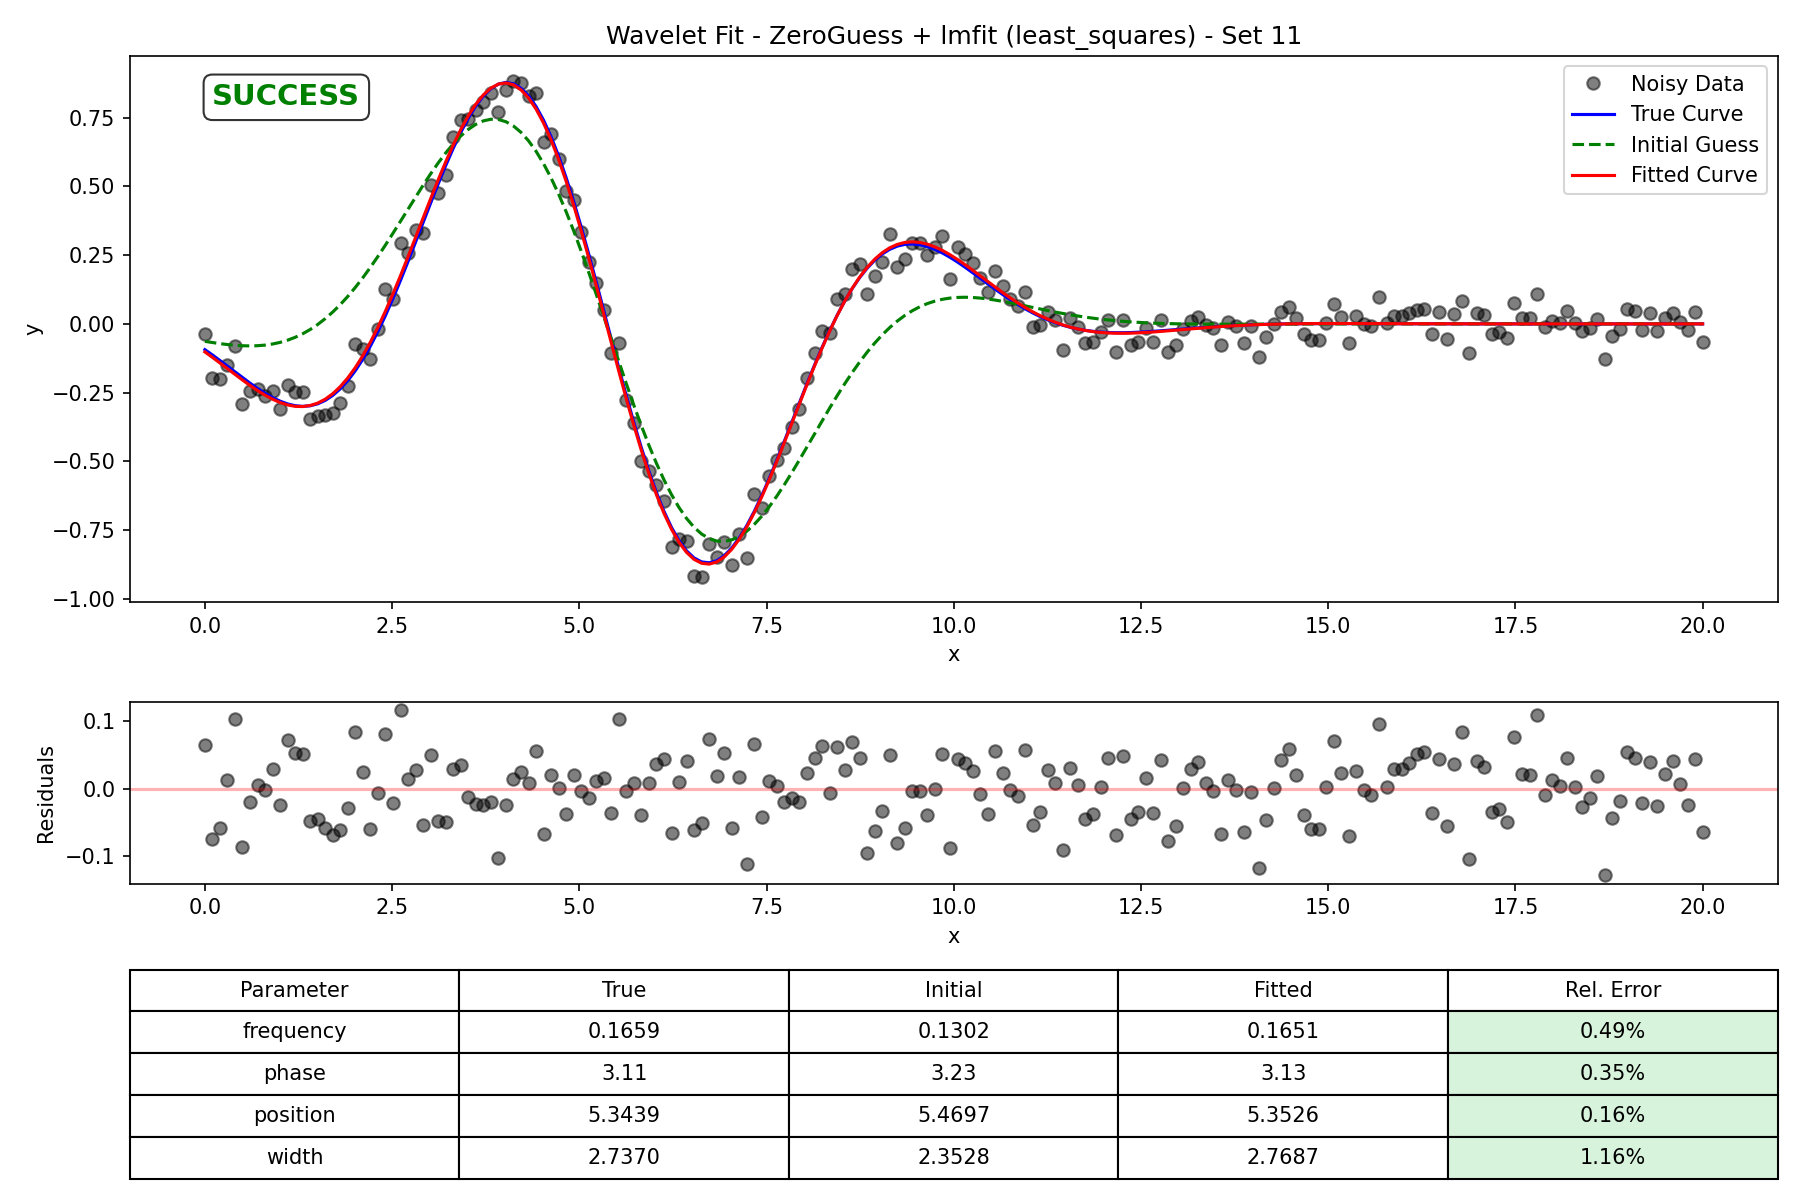 Wavelet Fit - ZeroGuess + lmfit (least_squares) - Set 11
SUCCESS
Noisy Data
True Curve
Initial Guess
Fitted Curve
y
0.75
0.50
0.25
0.00
−0.25
−0.50
−0.75
−1.00
0.0 2.5 5.0 7.5 10.0 12.5 15.0 17.5 20.0
x
Residuals
0.1
0.0
−0.1
0.0 2.5 5.0 7.5 10.0 12.5 15.0 17.5 20.0
x
Parameter True Initial Fitted Rel. Error
frequency 0.1659 0.1302 0.1651 0.49%
phase 3.11 3.23 3.13 0.35%
position 5.3439 5.4697 5.3526 0.16%
width 2.7370 2.3528 2.7687 1.16%